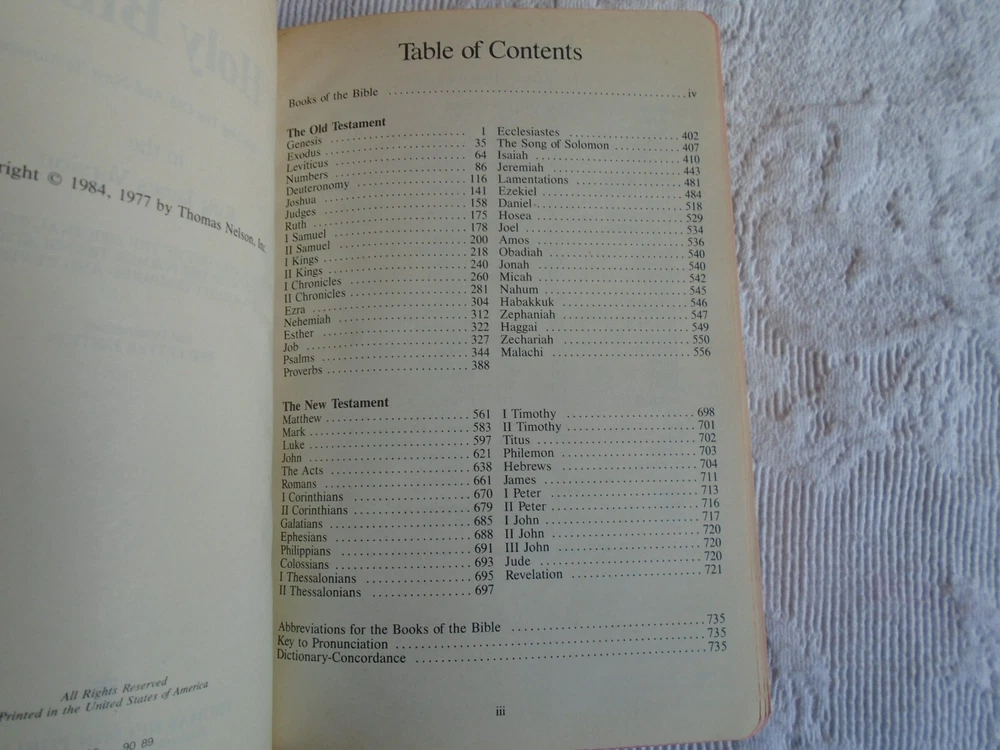 right © 1984, 1977 by Thomas Nelson, Inc.
All Rights Reserved
Printed in the United States of America
90 89
Table of Contents
Books of the Bible ........ iv
The Old Testament
Genesis ........ 1
Exodus ........ 35
Leviticus ........ 64
Numbers ........ 86
Deuteronomy ........ 116
Joshua ........ 141
Judges ........ 158
Ruth ........ 175
I Samuel ........ 178
II Samuel ........ 200
I Kings ........ 218
II Kings ........ 240
I Chronicles ........ 260
II Chronicles ........ 281
Ezra ........ 304
Nehemiah ........ 312
Esther ........ 322
Job ........ 327
Psalms ........ 344
Proverbs ........ 388
Ecclesiastes ........ 402
The Song of Solomon ........ 407
Isaiah ........ 410
Jeremiah ........ 443
Lamentations ........ 481
Ezekiel ........ 484
Daniel ........ 518
Hosea ........ 529
Joel ........ 534
Amos ........ 536
Obadiah ........ 540
Jonah ........ 540
Micah ........ 542
Nahum ........ 545
Habakkuk ........ 546
Zephaniah ........ 547
Haggai ........ 549
Zechariah ........ 550
Malachi ........ 556
The New Testament
Matthew ........ 561
Mark ........ 583
Luke ........ 597
John ........ 621
The Acts ........ 638
Romans ........ 661
I Corinthians ........ 670
II Corinthians ........ 679
Galatians ........ 685
Ephesians ........ 688
Philippians ........ 691
Colossians ........ 693
I Thessalonians ........ 695
II Thessalonians ........ 697
I Timothy ........ 698
II Timothy ........ 701
Titus ........ 702
Philemon ........ 703
Hebrews ........ 704
James ........ 711
I Peter ........ 713
II Peter ........ 716
I John ........ 717
II John ........ 720
III John ........ 720
Jude ........ 720
Revelation ........ 721
Abbreviations for the Books of the Bible ........ 735
Key to Pronunciation ........ 735
Dictionary-Concordance ........ 735
iii